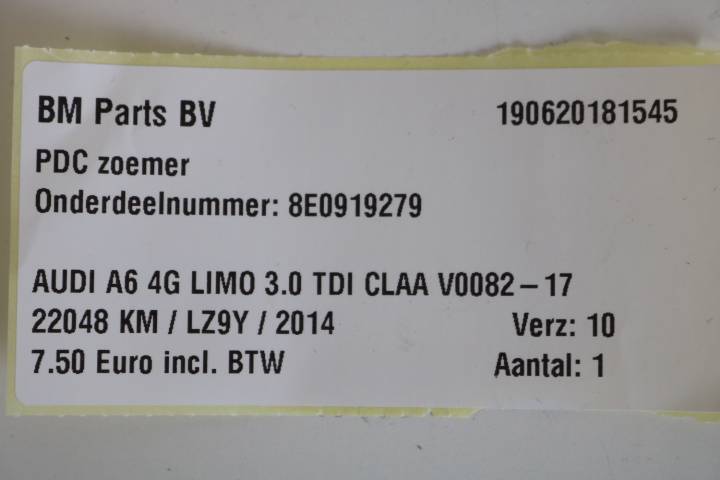 BM Parts BV 190620181545
PDC zoemer
Onderdeelnummer: 8E0919279
AUDI A6 4G LIMO 3.0 TDI CLAA V0082-17
22048 KM / LZ9Y / 2014 Verz: 10
7.50 Euro incl. BTW Aantal: 1